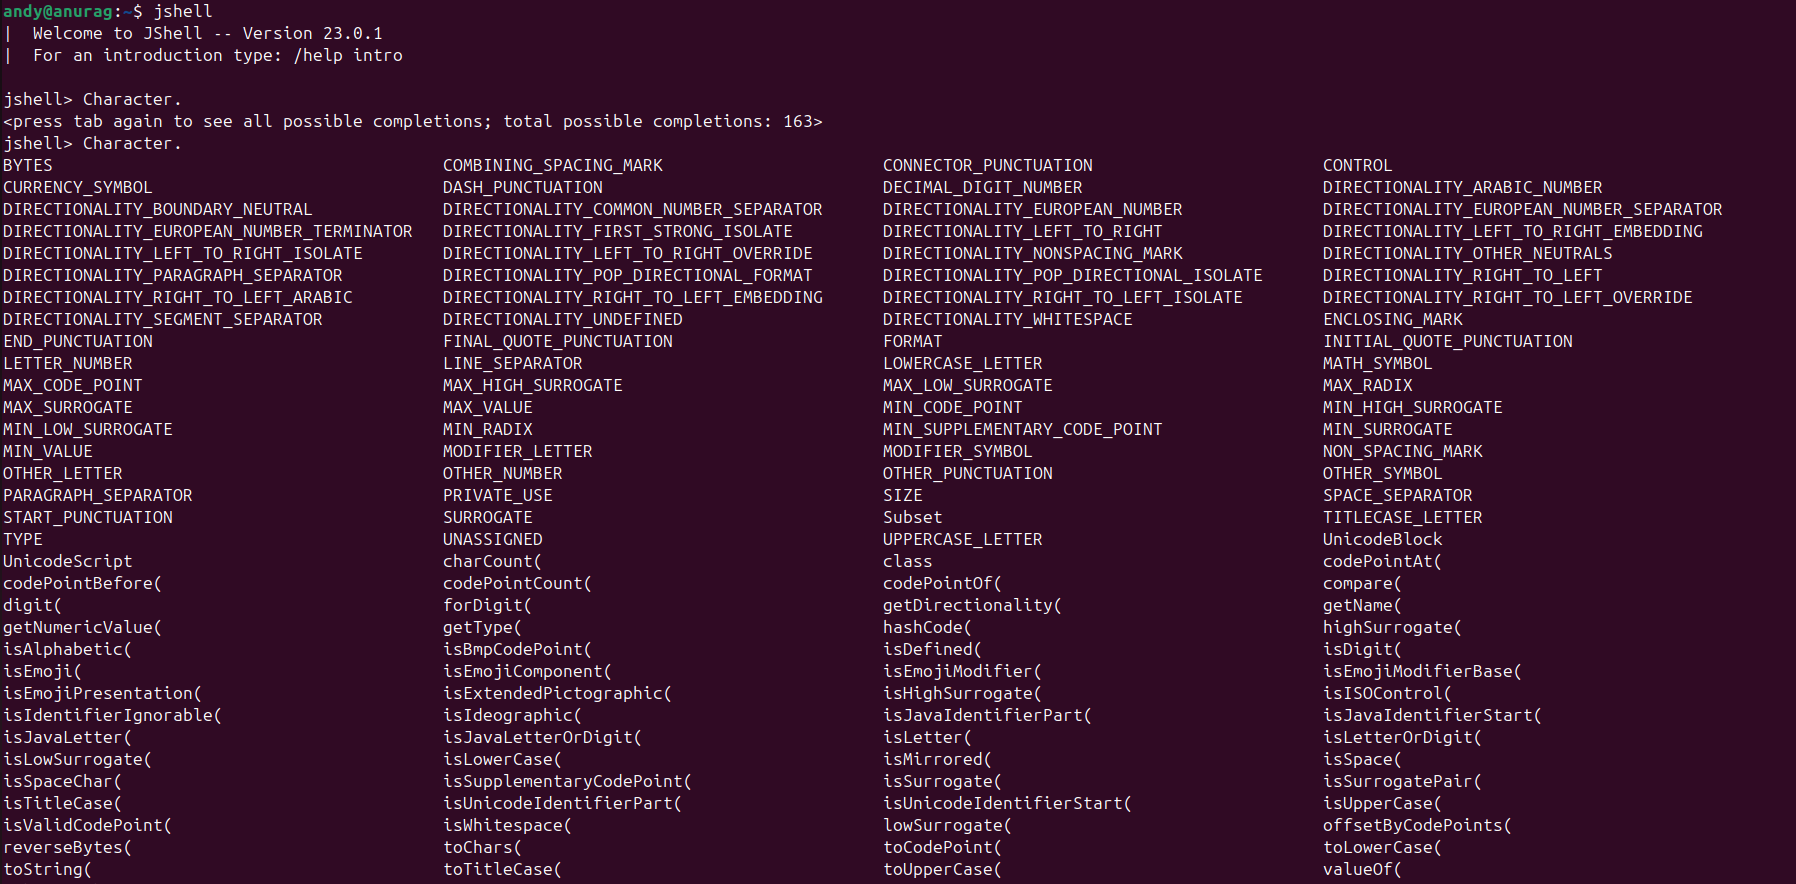 andy@anurag:~$ jshell
|  Welcome to JShell -- Version 23.0.1
|  For an introduction type: /help intro

jshell> Character.
<press tab again to see all possible completions; total possible completions: 163>
jshell> Character.
BYTES COMBINING_SPACING_MARK CONNECTOR_PUNCTUATION CONTROL
CURRENCY_SYMBOL DASH_PUNCTUATION DECIMAL_DIGIT_NUMBER DIRECTIONALITY_ARABIC_NUMBER
DIRECTIONALITY_BOUNDARY_NEUTRAL DIRECTIONALITY_COMMON_NUMBER_SEPARATOR DIRECTIONALITY_EUROPEAN_NUMBER DIRECTIONALITY_EUROPEAN_NUMBER_SEPARATOR
DIRECTIONALITY_EUROPEAN_NUMBER_TERMINATOR DIRECTIONALITY_FIRST_STRONG_ISOLATE DIRECTIONALITY_LEFT_TO_RIGHT DIRECTIONALITY_LEFT_TO_RIGHT_EMBEDDING
DIRECTIONALITY_LEFT_TO_RIGHT_ISOLATE DIRECTIONALITY_LEFT_TO_RIGHT_OVERRIDE DIRECTIONALITY_NONSPACING_MARK DIRECTIONALITY_OTHER_NEUTRALS
DIRECTIONALITY_PARAGRAPH_SEPARATOR DIRECTIONALITY_POP_DIRECTIONAL_FORMAT DIRECTIONALITY_POP_DIRECTIONAL_ISOLATE DIRECTIONALITY_RIGHT_TO_LEFT
DIRECTIONALITY_RIGHT_TO_LEFT_ARABIC DIRECTIONALITY_RIGHT_TO_LEFT_EMBEDDING DIRECTIONALITY_RIGHT_TO_LEFT_ISOLATE DIRECTIONALITY_RIGHT_TO_LEFT_OVERRIDE
DIRECTIONALITY_SEGMENT_SEPARATOR DIRECTIONALITY_UNDEFINED DIRECTIONALITY_WHITESPACE ENCLOSING_MARK
END_PUNCTUATION FINAL_QUOTE_PUNCTUATION FORMAT INITIAL_QUOTE_PUNCTUATION
LETTER_NUMBER LINE_SEPARATOR LOWERCASE_LETTER MATH_SYMBOL
MAX_CODE_POINT MAX_HIGH_SURROGATE MAX_LOW_SURROGATE MAX_RADIX
MAX_SURROGATE MAX_VALUE MIN_CODE_POINT MIN_HIGH_SURROGATE
MIN_LOW_SURROGATE MIN_RADIX MIN_SUPPLEMENTARY_CODE_POINT MIN_SURROGATE
MIN_VALUE MODIFIER_LETTER MODIFIER_SYMBOL NON_SPACING_MARK
OTHER_LETTER OTHER_NUMBER OTHER_PUNCTUATION OTHER_SYMBOL
PARAGRAPH_SEPARATOR PRIVATE_USE SIZE SPACE_SEPARATOR
START_PUNCTUATION SURROGATE Subset TITLECASE_LETTER
TYPE UNASSIGNED UPPERCASE_LETTER UnicodeBlock
UnicodeScript charCount( class codePointAt(
codePointBefore( codePointCount( codePointOf( compare(
digit( forDigit( getDirectionality( getName(
getNumericValue( getType( hashCode( highSurrogate(
isAlphabetic( isBmpCodePoint( isDefined( isDigit(
isEmoji( isEmojiComponent( isEmojiModifier( isEmojiModifierBase(
isEmojiPresentation( isExtendedPictographic( isHighSurrogate( isISOControl(
isIdentifierIgnorable( isIdeographic( isJavaIdentifierPart( isJavaIdentifierStart(
isJavaLetter( isJavaLetterOrDigit( isLetter( isLetterOrDigit(
isLowSurrogate( isLowerCase( isMirrored( isSpace(
isSpaceChar( isSupplementaryCodePoint( isSurrogate( isSurrogatePair(
isTitleCase( isUnicodeIdentifierPart( isUnicodeIdentifierStart( isUpperCase(
isValidCodePoint( isWhitespace( lowSurrogate( offsetByCodePoints(
reverseBytes( toChars( toCodePoint( toLowerCase(
toString( toTitleCase( toUpperCase( valueOf(